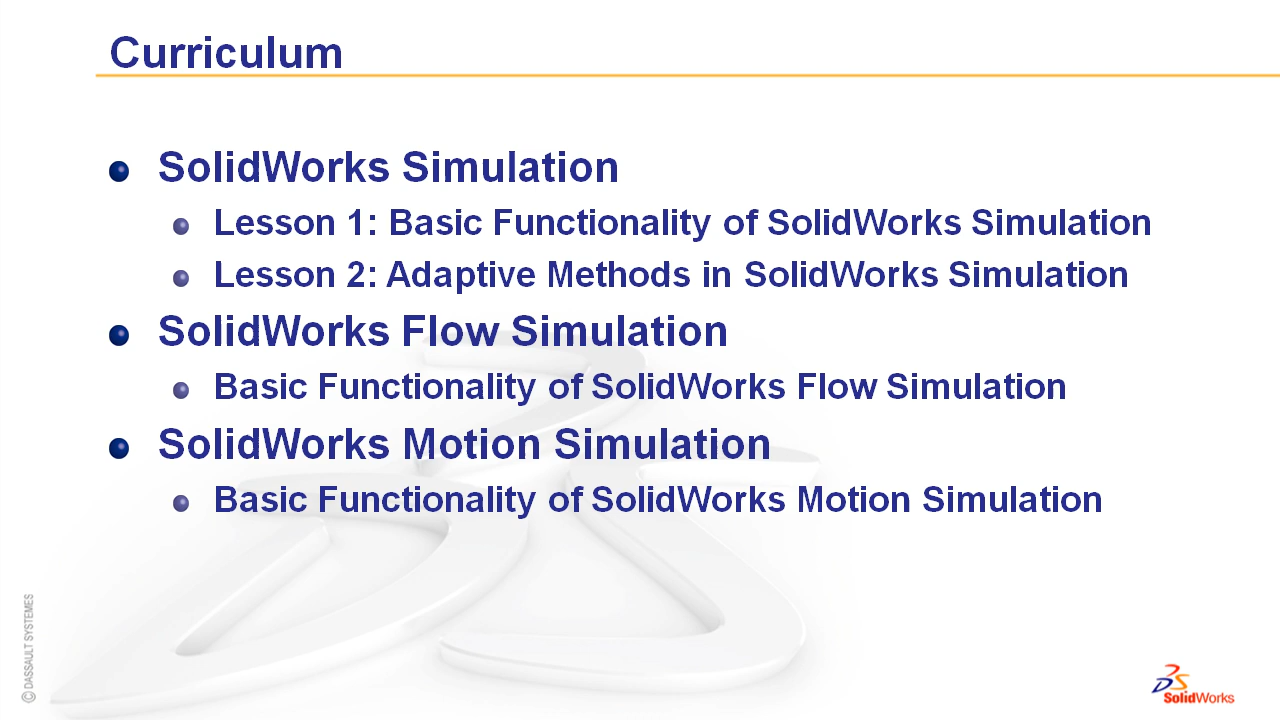 Curriculum
SolidWorks Simulation
Lesson 1: Basic Functionality of SolidWorks Simulation
Lesson 2: Adaptive Methods in SolidWorks Simulation
SolidWorks Flow Simulation
Basic Functionality of SolidWorks Flow Simulation
SolidWorks Motion Simulation
Basic Functionality of SolidWorks Motion Simulation
© DASSAULT SYSTEMES
SolidWorks